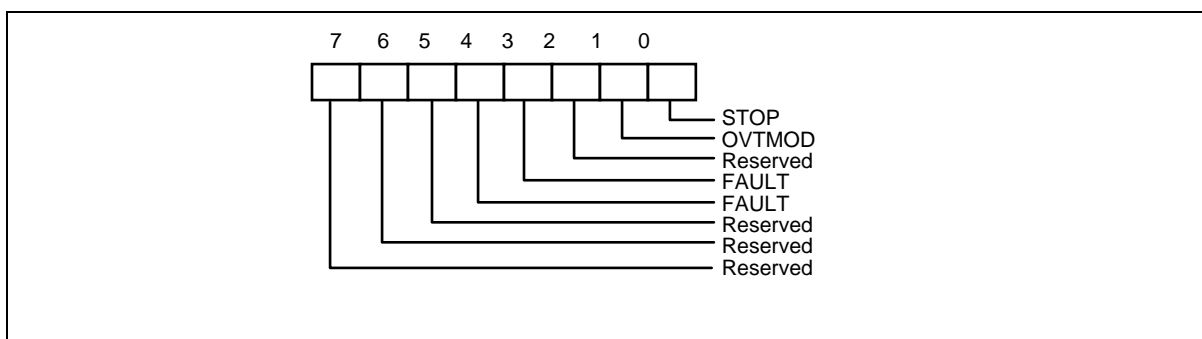 7 6 5 4 3 2 1 0
STOP
OVTMOD
Reserved
FAULT
FAULT
Reserved
Reserved
Reserved